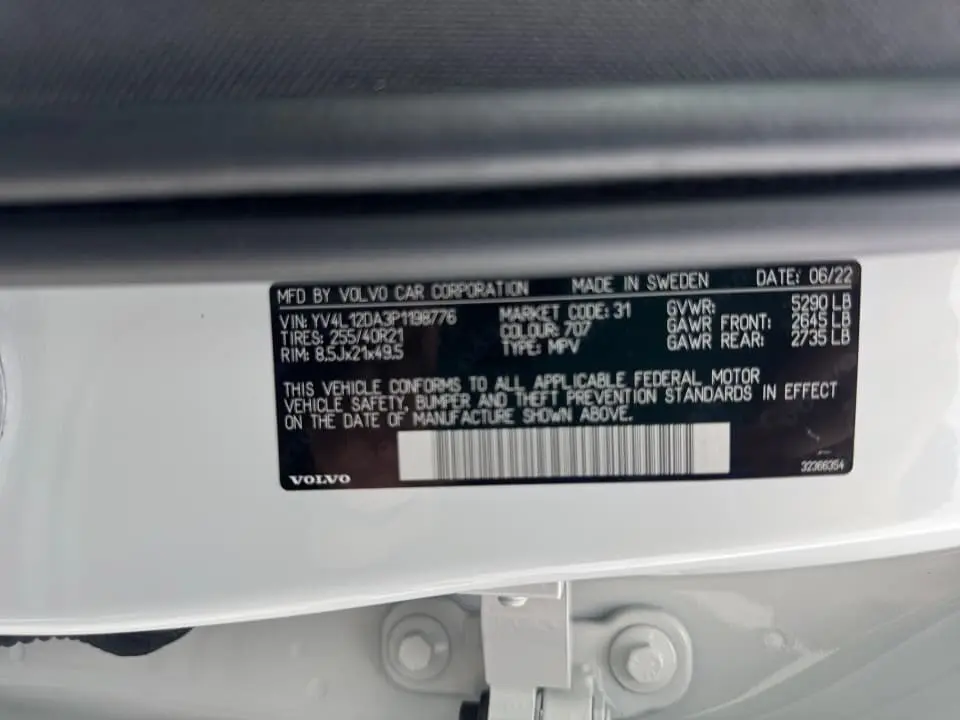 MFD BY VOLVO CAR CORPORATION MADE IN SWEDEN DATE: 06/22
VIN: YV4L12DA3P1198776 MARKET CODE: 31 GVWR: 5290 LB
TIRES: 255/40R21 COLOUR: 707 GAWR FRONT: 2645 LB
RIM: 8.5Jx21x49.5 TYPE: MPV GAWR REAR: 2735 LB
THIS VEHICLE CONFORMS TO ALL APPLICABLE FEDERAL MOTOR
VEHICLE SAFETY, BUMPER AND THEFT PREVENTION STANDARDS IN EFFECT
ON THE DATE OF MANUFACTURE SHOWN ABOVE.
VOLVO 32366354